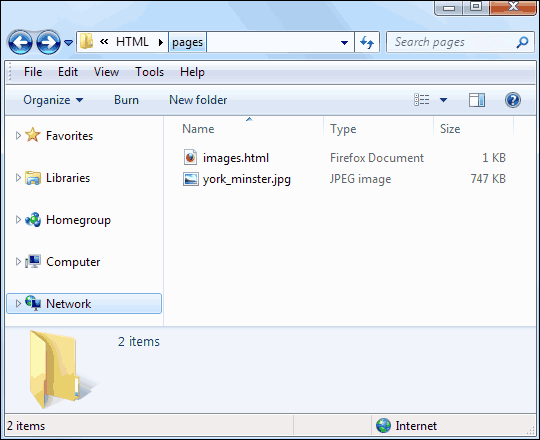 HTML pages Search pages
File Edit View Tools Help
Organize Burn New folder
Name Type Size
Favorites
images.html Firefox Document 1 KB
Libraries
york_minster.jpg JPEG image 747 KB
Homegroup
Computer
Network
2 items
2 items Internet